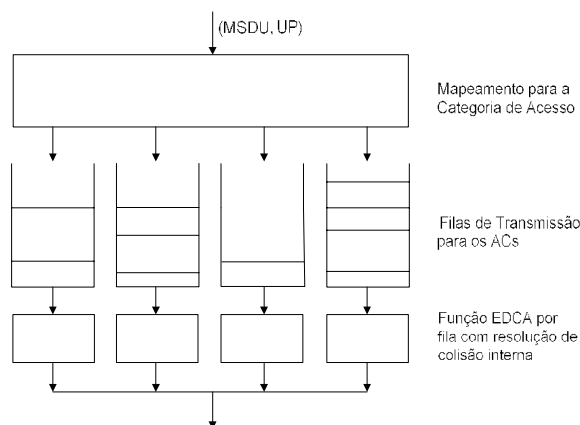 (MSDU, UP)
Mapeamento para a
Categoria de Acesso
Filas de Transmissão
para os ACs
Função EDCA por
fila com resolução de
colisão interna